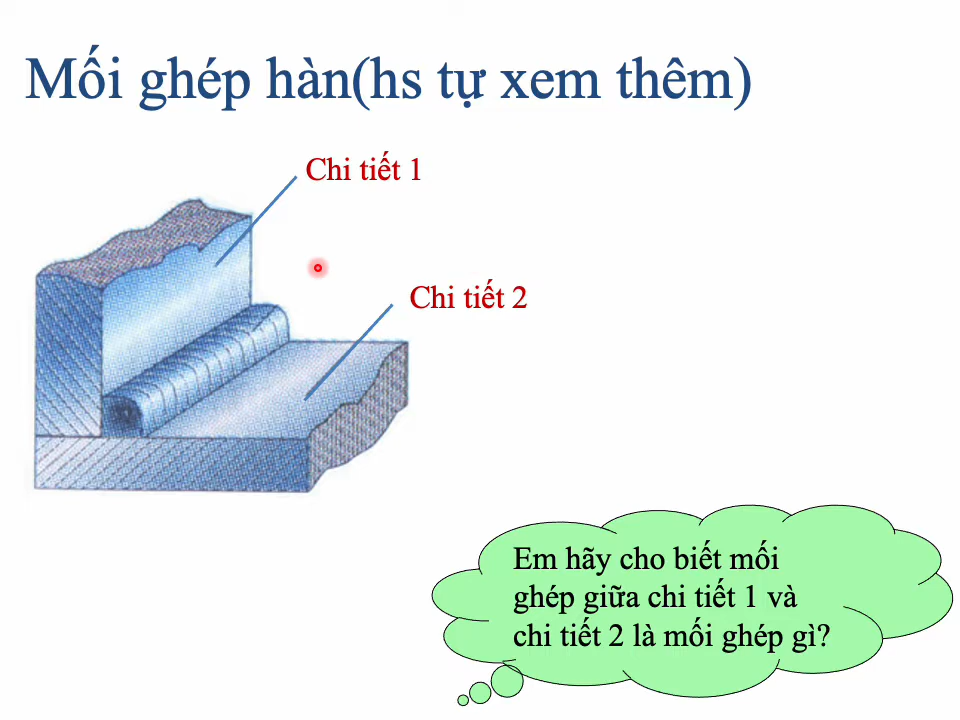 Mối ghép hàn(hs tự xem thêm)
Chi tiết 1
Chi tiết 2
Em hãy cho biết mối
ghép giữa chi tiết 1 và
chi tiết 2 là mối ghép gì?